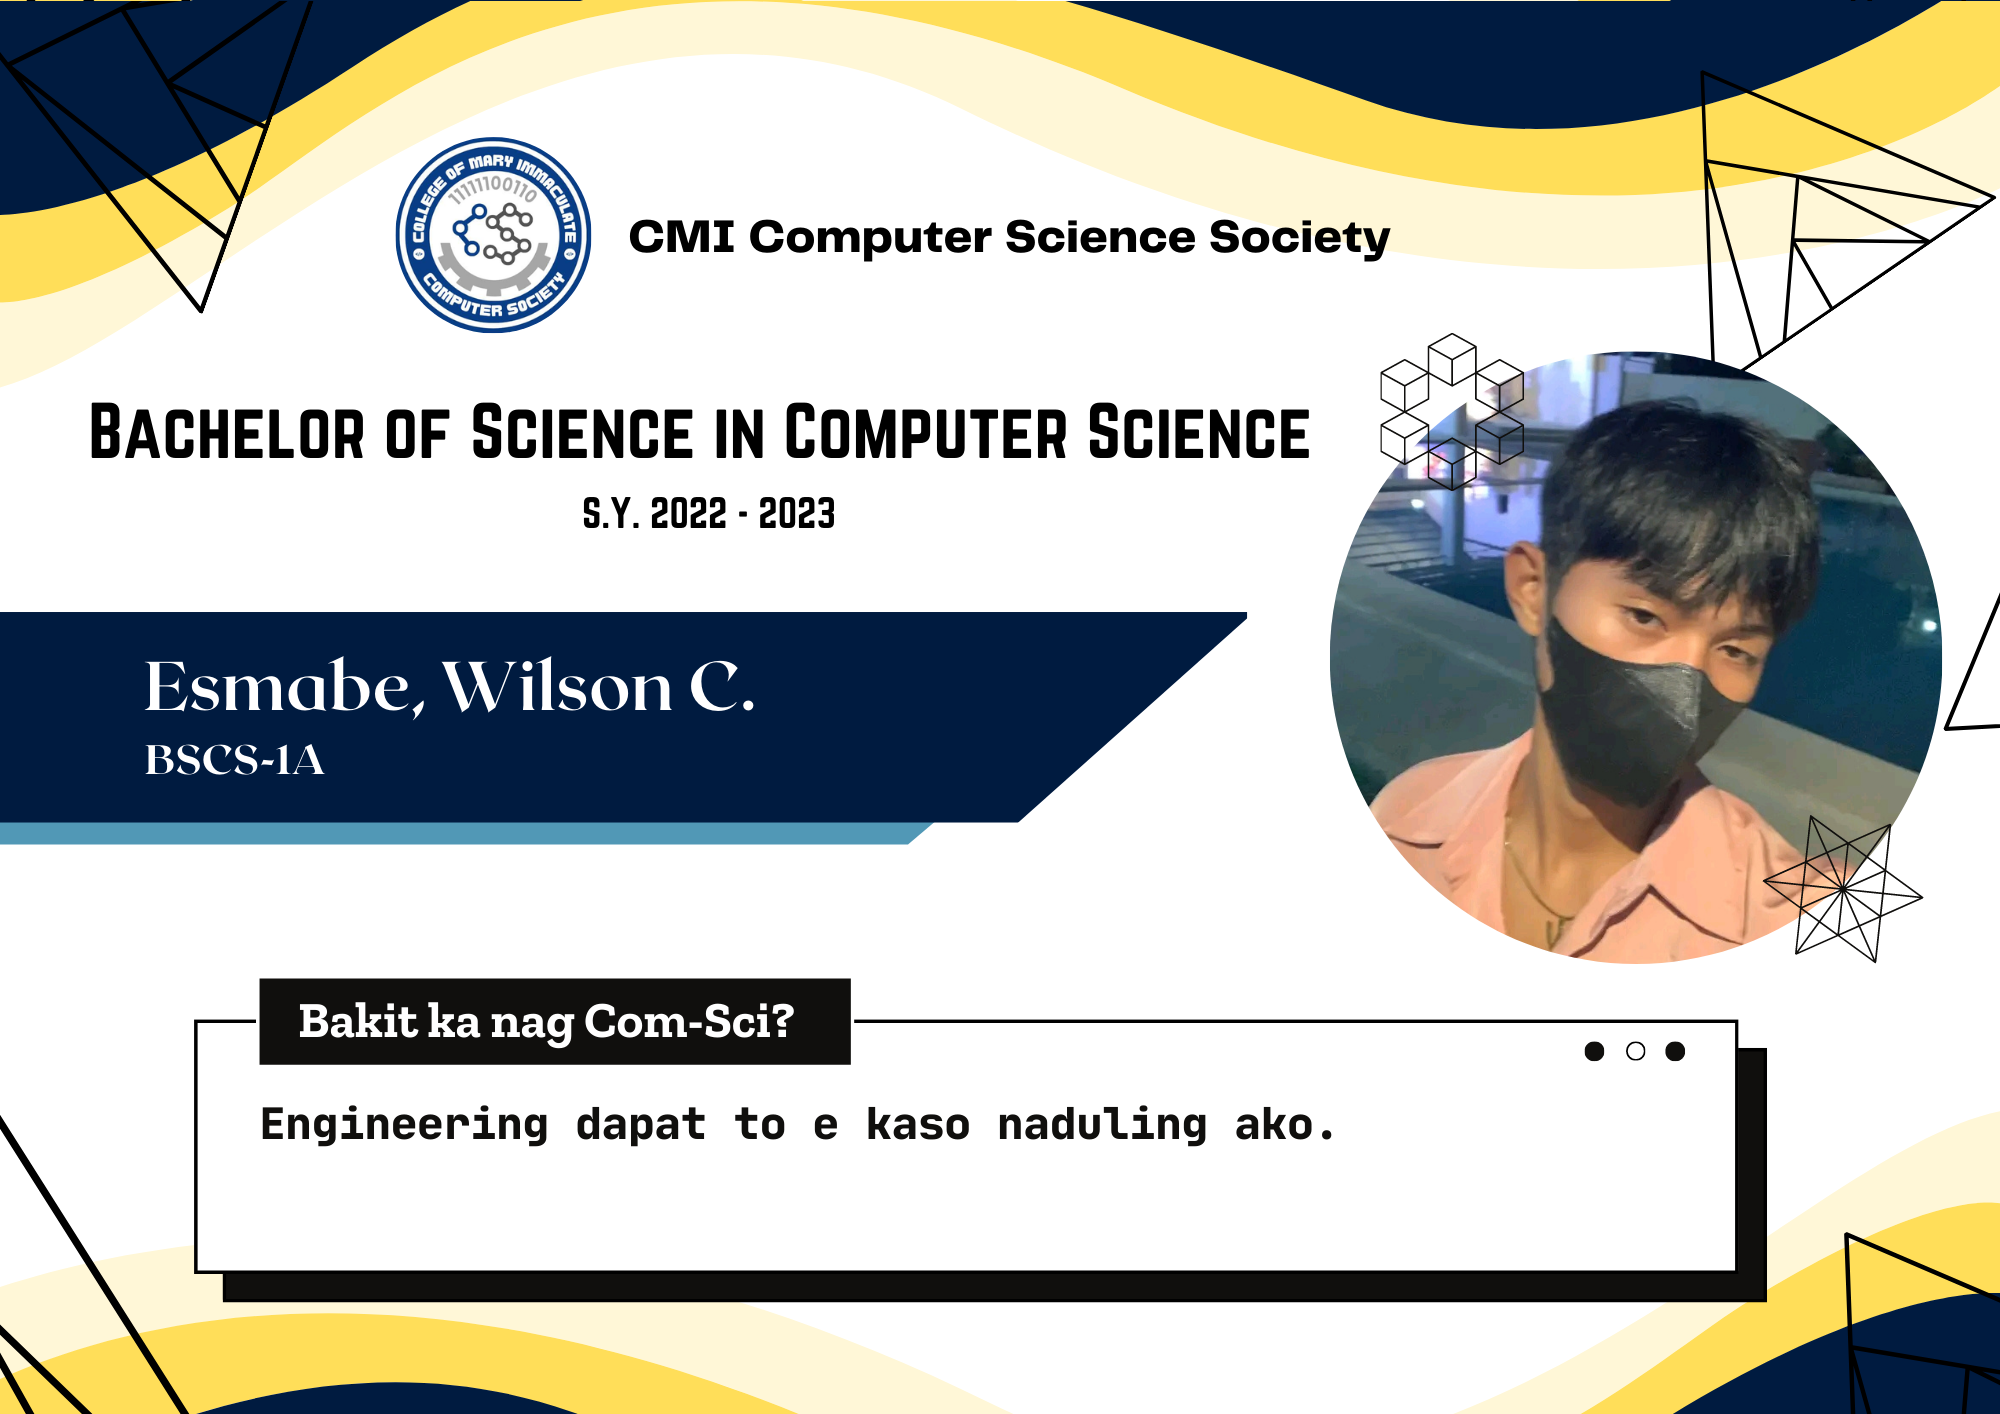 COLLEGE OF MARY IMMACULATE
11111100110
COMPUTER SOCIETY
CMI Computer Science Society
BACHELOR OF SCIENCE IN COMPUTER SCIENCE
S.Y. 2022 - 2023
Esmabe, Wilson C.
BSCS-1A
Bakit ka nag Com-Sci?
Engineering dapat to e kaso naduling ako.